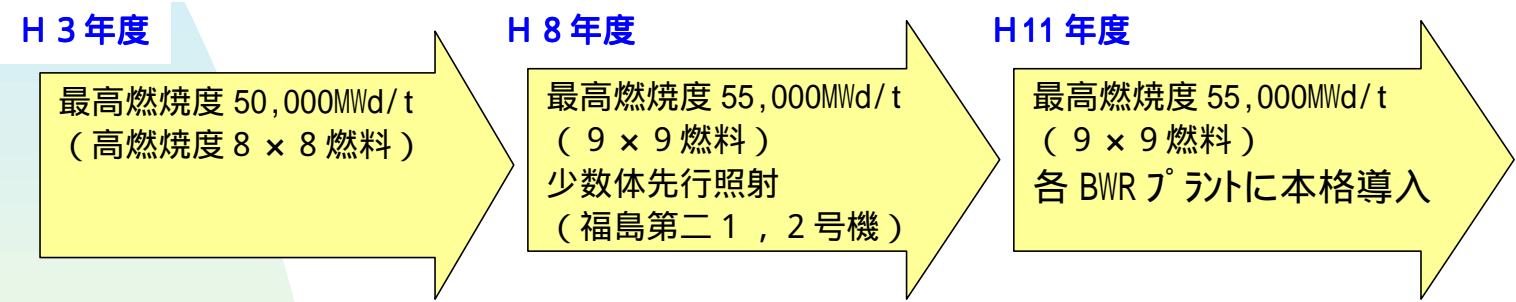 H 3 年度
最高燃焼度 50,000MWd/t
（高燃焼度８×８燃料）
H 8 年度
最高燃焼度 55,000MWd/t
（９×９燃料）
少数体先行照射
（福島第二１，２号機）
H11 年度
最高燃焼度 55,000MWd/t
（９×９燃料）
各 BWR ﾌﾟﾗﾝﾄに本格導入